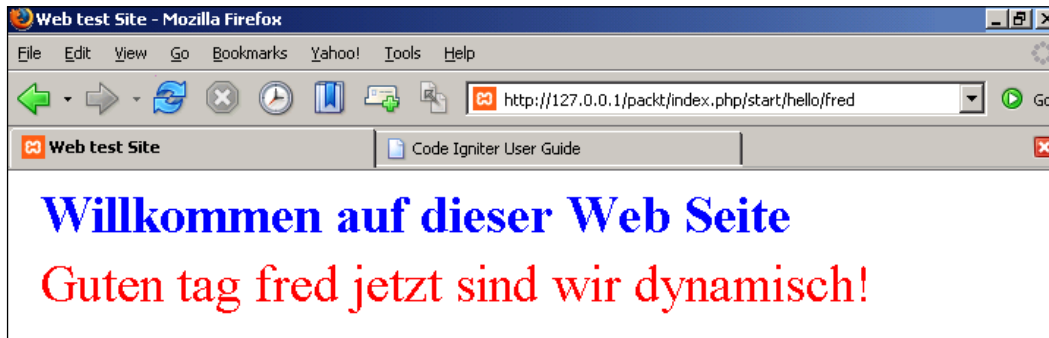 Web test Site - Mozilla Firefox
File Edit View Go Bookmarks Yahoo! Tools Help
http://127.0.0.1/packt/index.php/start/hello/fred
Web test Site Code Igniter User Guide
Willkommen auf dieser Web Seite
Guten tag fred jetzt sind wir dynamisch!